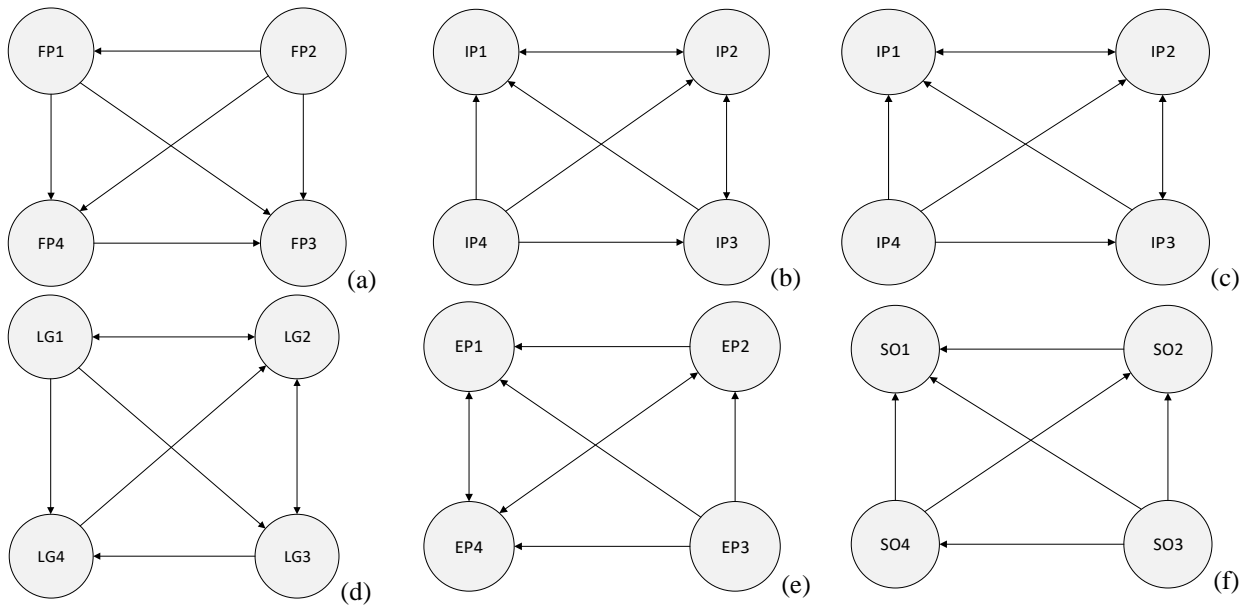 FP1 FP2 IP1 IP2 IP1 IP2
FP4 FP3 IP4 IP3 IP4 IP3
(a) (b) (c)
LG1 LG2 EP1 EP2 SO1 SO2
LG4 LG3 EP4 EP3 SO4 SO3
(d) (e) (f)